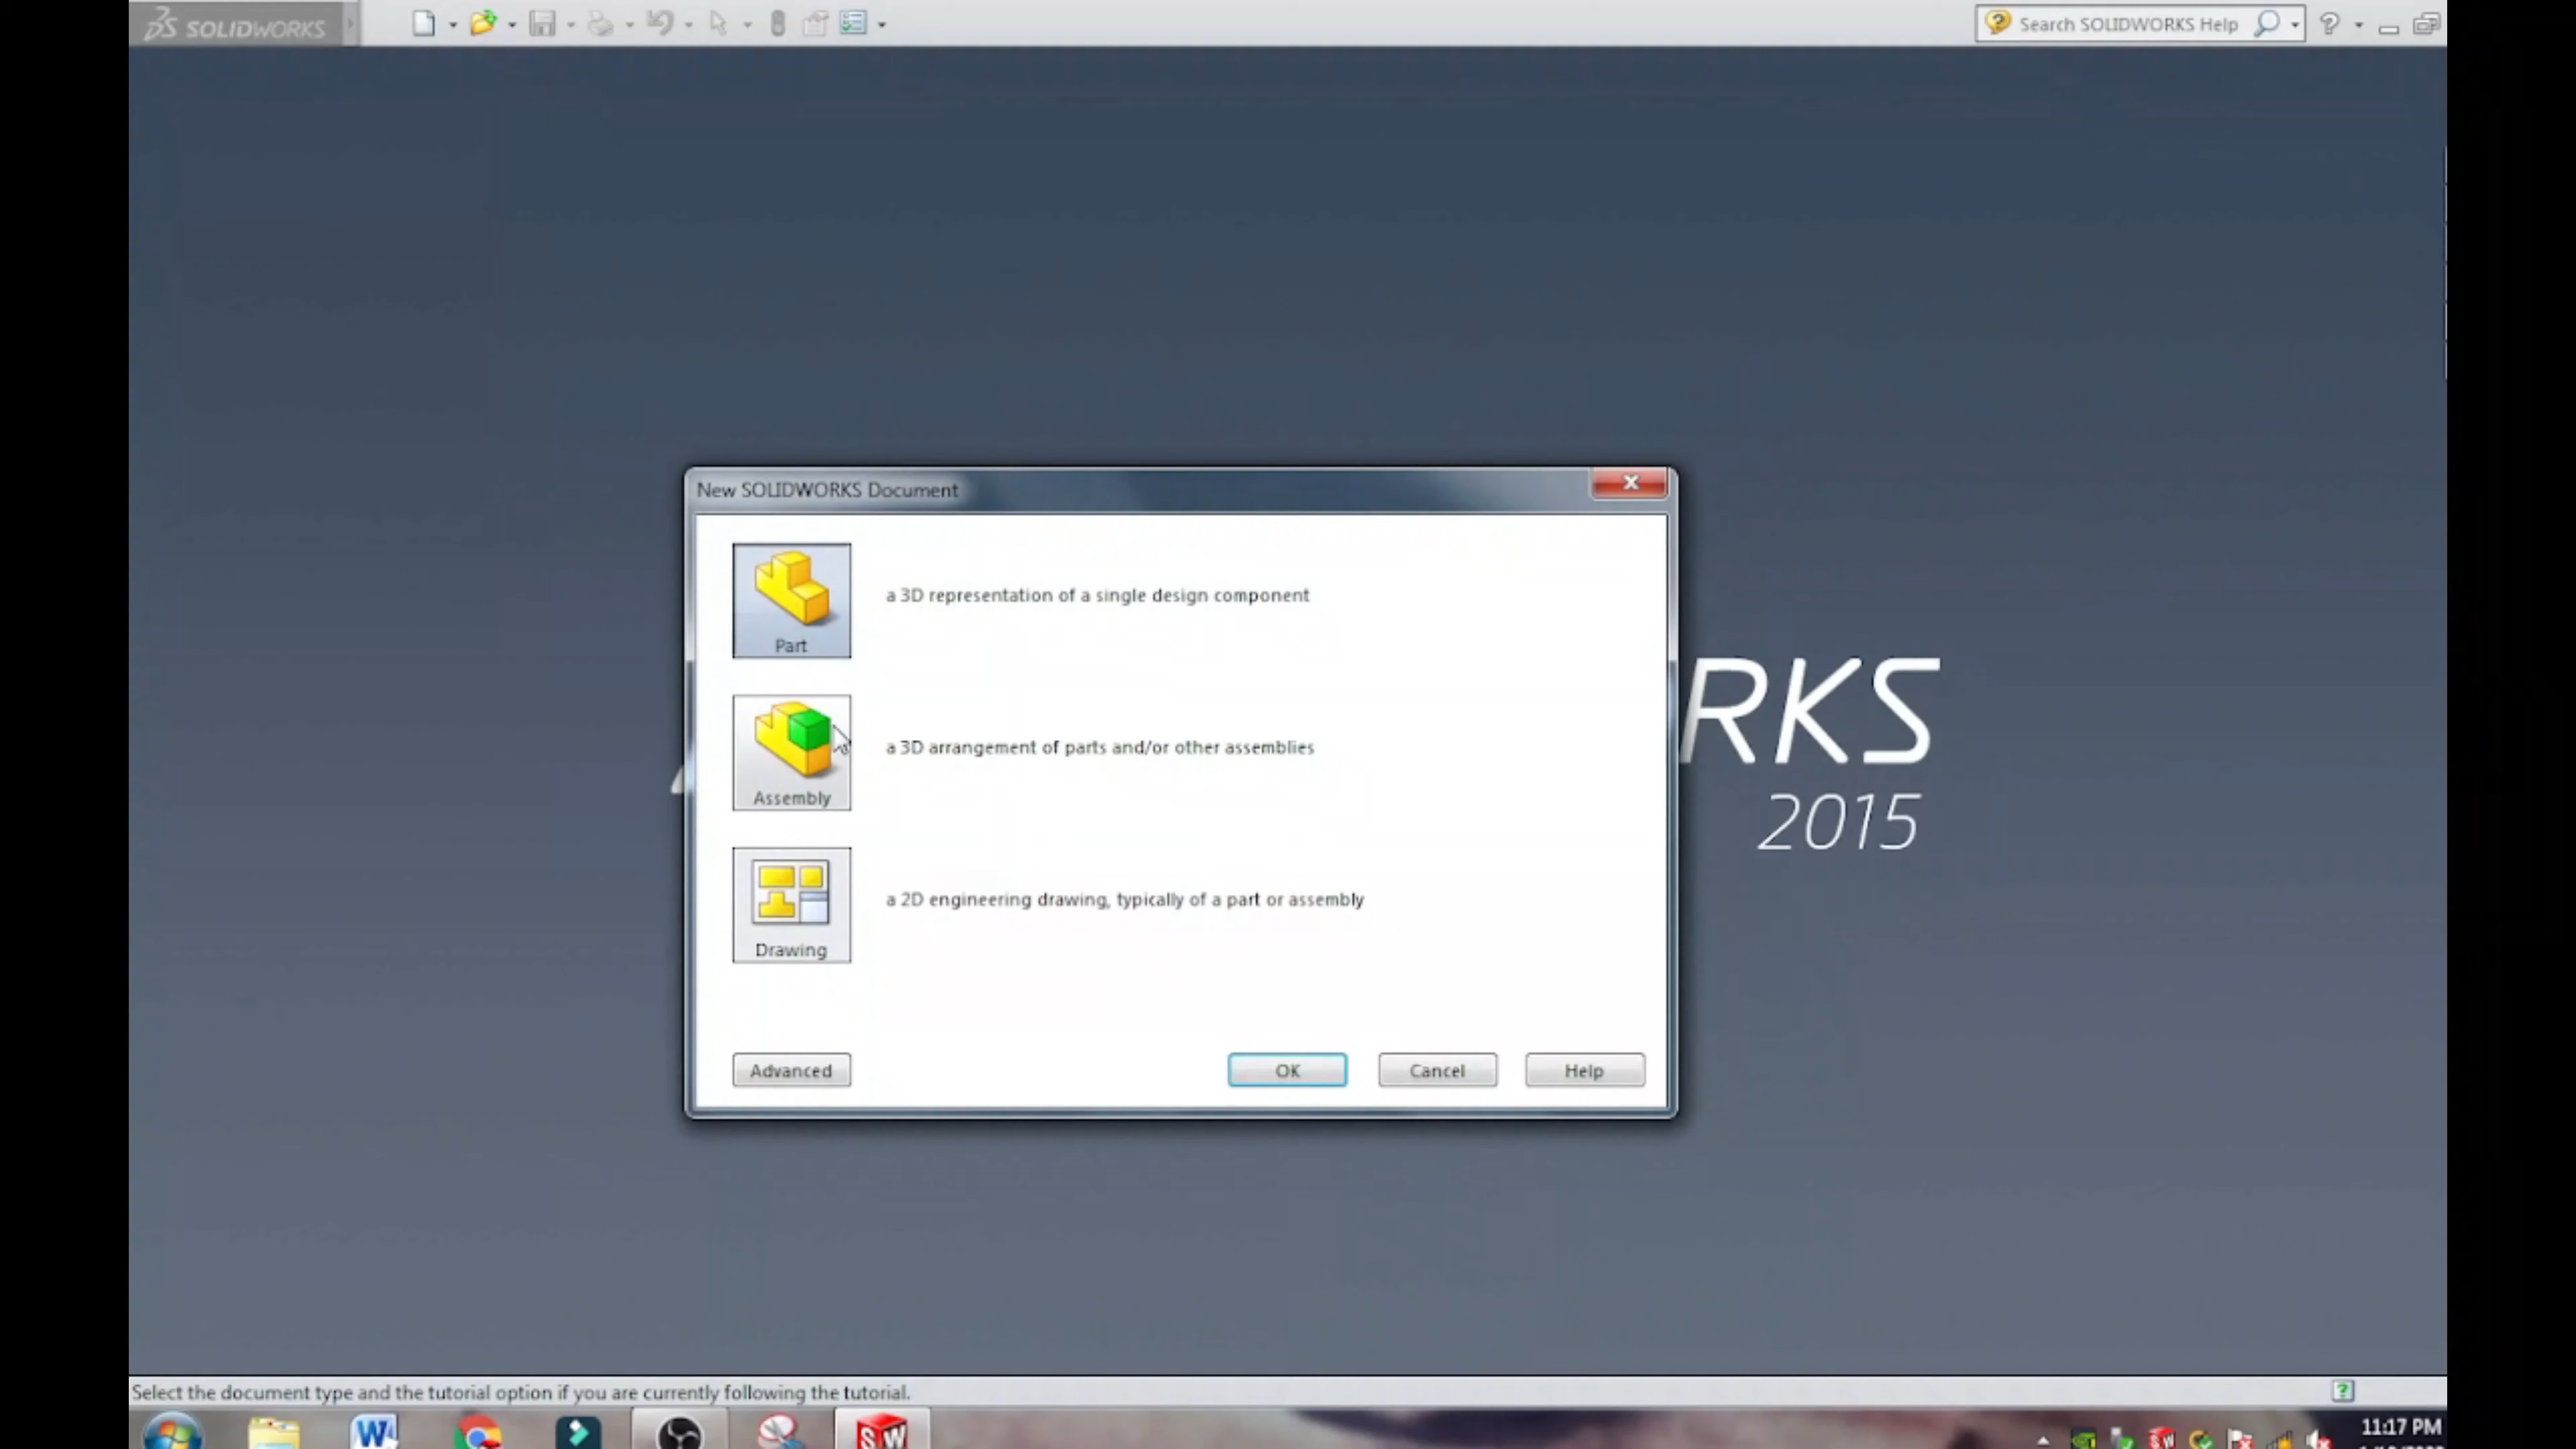 SOLIDWORKS
Search SOLIDWORKS Help
New SOLIDWORKS Document
a 3D representation of a single design component
Part
RKS
a 3D arrangement of parts and/or other assemblies
Assembly
2015
a 2D engineering drawing, typically of a part or assembly
Drawing
Advanced
OK
Cancel
Help
Select the document type and the tutorial option if you are currently following the tutorial.
W
SW
SW
11:17 PM